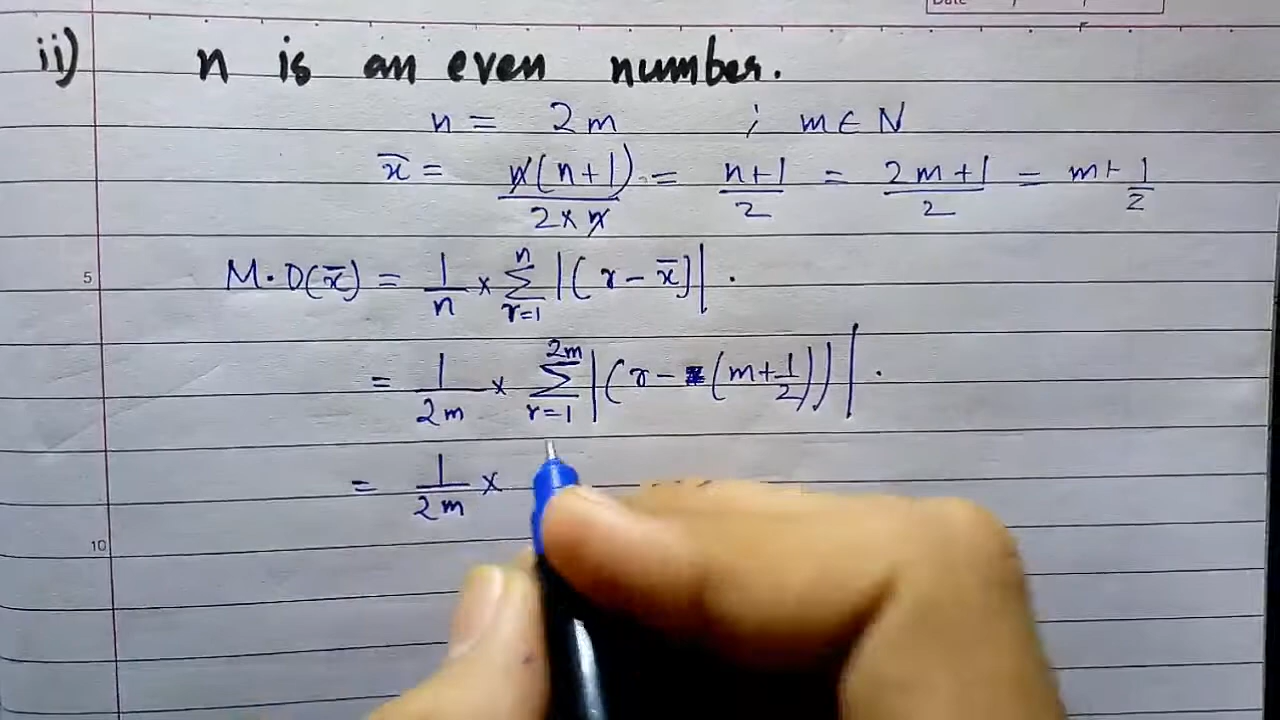 Date
ii) n is an even number.
n = 2m ; m ∈ N
x̄ = n(n+1)/2×n = n+1/2 = 2m+1/2 = m+1/2
5
M.D(x̄) = 1/n × Σ_{r=1}^{n} |(r - x̄)| .
= 1/2m × Σ_{r=1}^{2m} |(r - (m+1/2))| .
= 1/2m ×
10